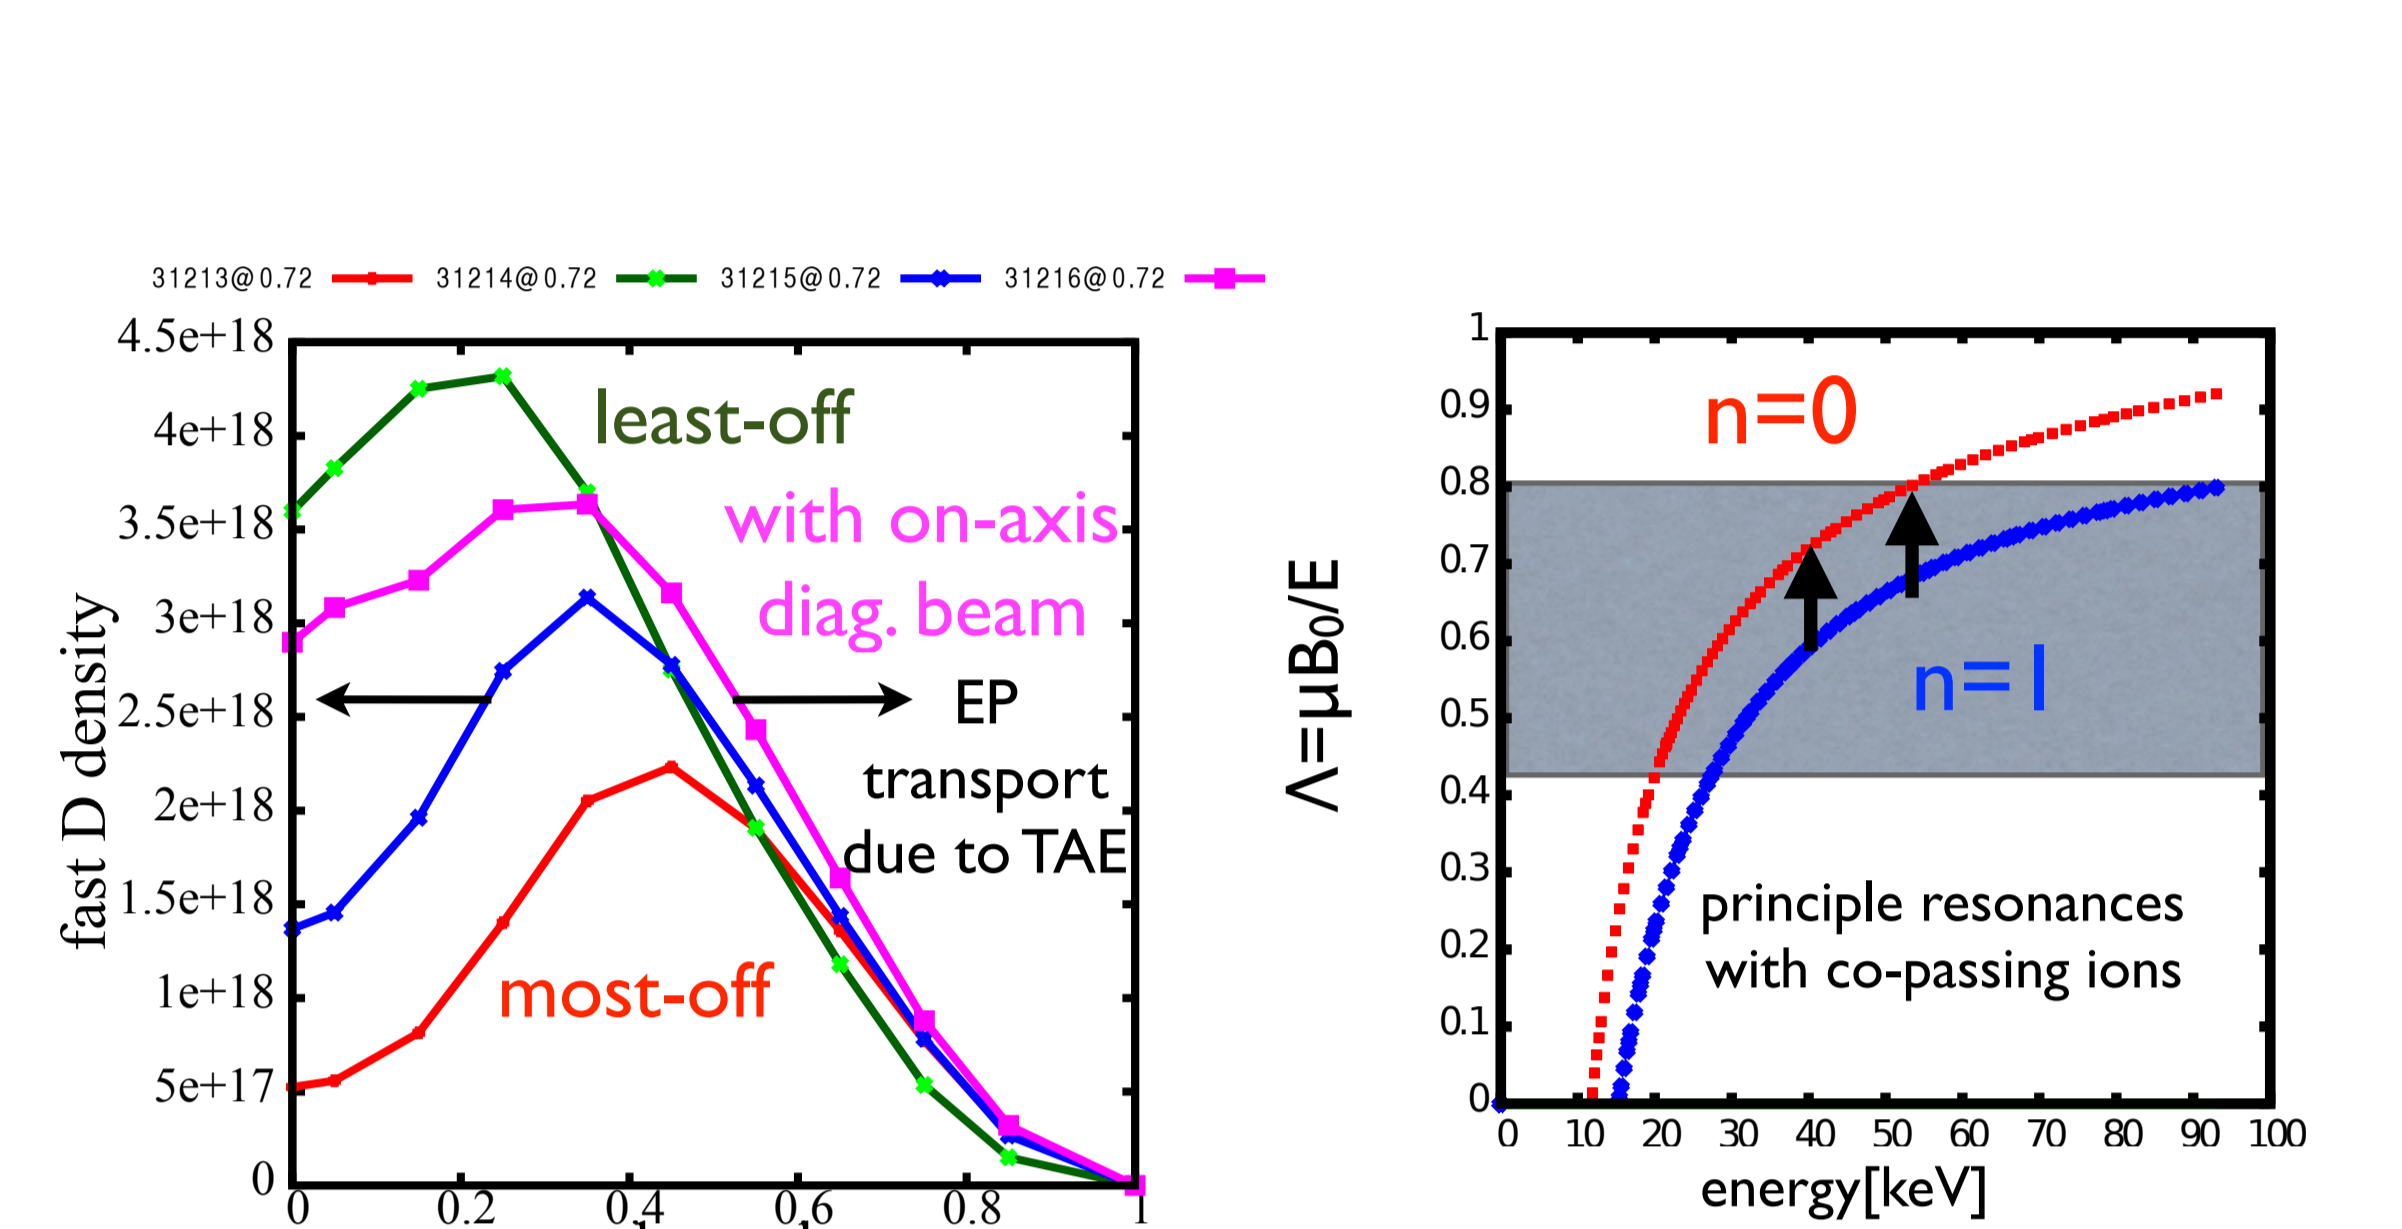 31213@0.72 31214@0.72 31215@0.72 31216@0.72
4.5e+18
4e+18
3.5e+18
3e+18
2.5e+18
2e+18
1.5e+18
1e+18
5e+17
0
fast D density
0 0.2 0.4 0.6 0.8 1
least-off
with on-axis
diag. beam
EP
transport
due to TAE
most-off
1
0.9
0.8
0.7
0.6
0.5
0.4
0.3
0.2
0.1
0
Λ=μB₀/E
n=0
n=1
principle resonances
with co-passing ions
0 10 20 30 40 50 60 70 80 90 100
energy[keV]